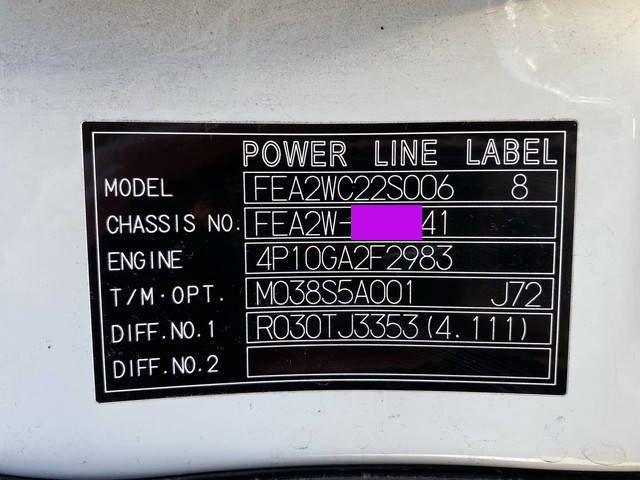 POWER LINE LABEL
MODEL FEA2WC22S006 8
CHASSIS NO. FEA2W- 41
ENGINE 4P10GA2F2983
T/M·OPT. M038S5A001 J72
DIFF.NO.1 R030TJ3353(4.111)
DIFF.NO.2